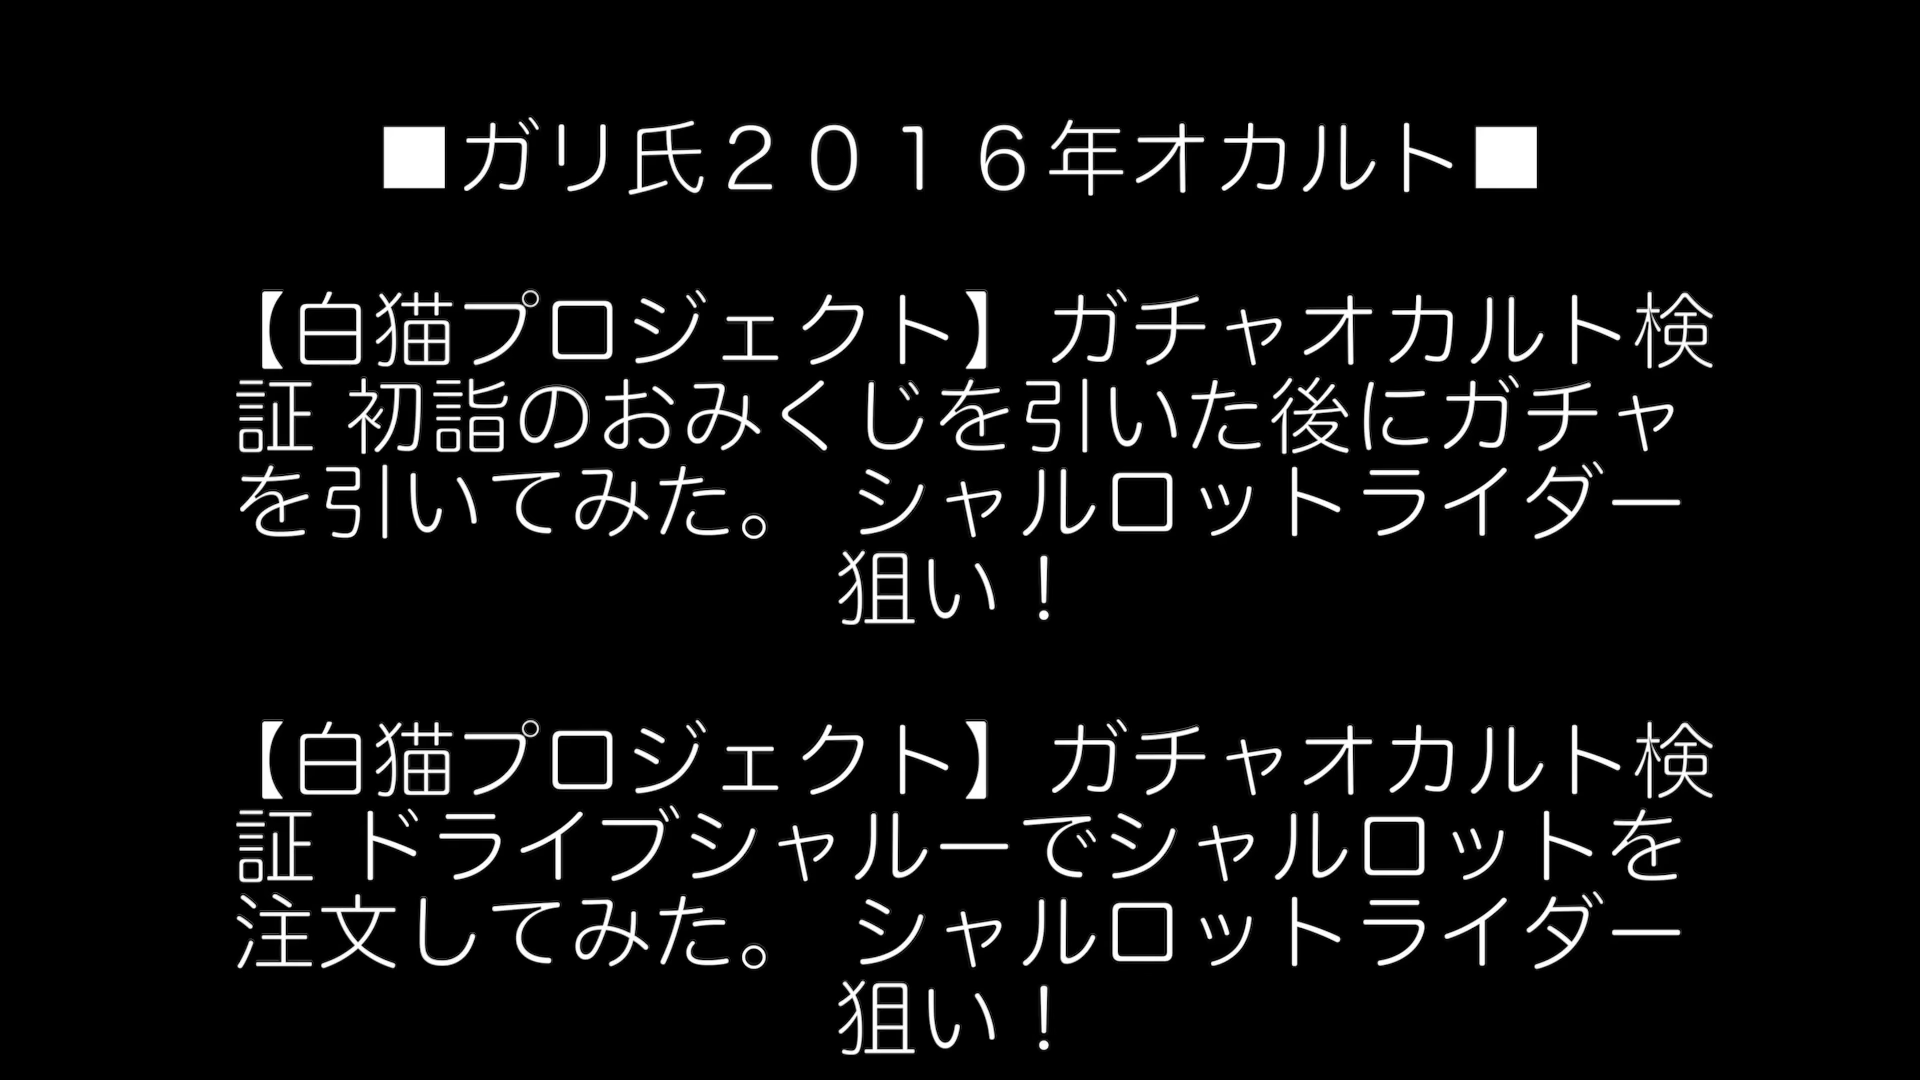 ■ガリ氏２０１６年オカルト■
【白猫プロジェクト】ガチャオカルト検
証 初詣のおみくじを引いた後にガチャ
を引いてみた。 シャルロットライダー
狙い！
【白猫プロジェクト】ガチャオカルト検
証 ドライブシャルーでシャルロットを
注文してみた。 シャルロットライダー
狙い！